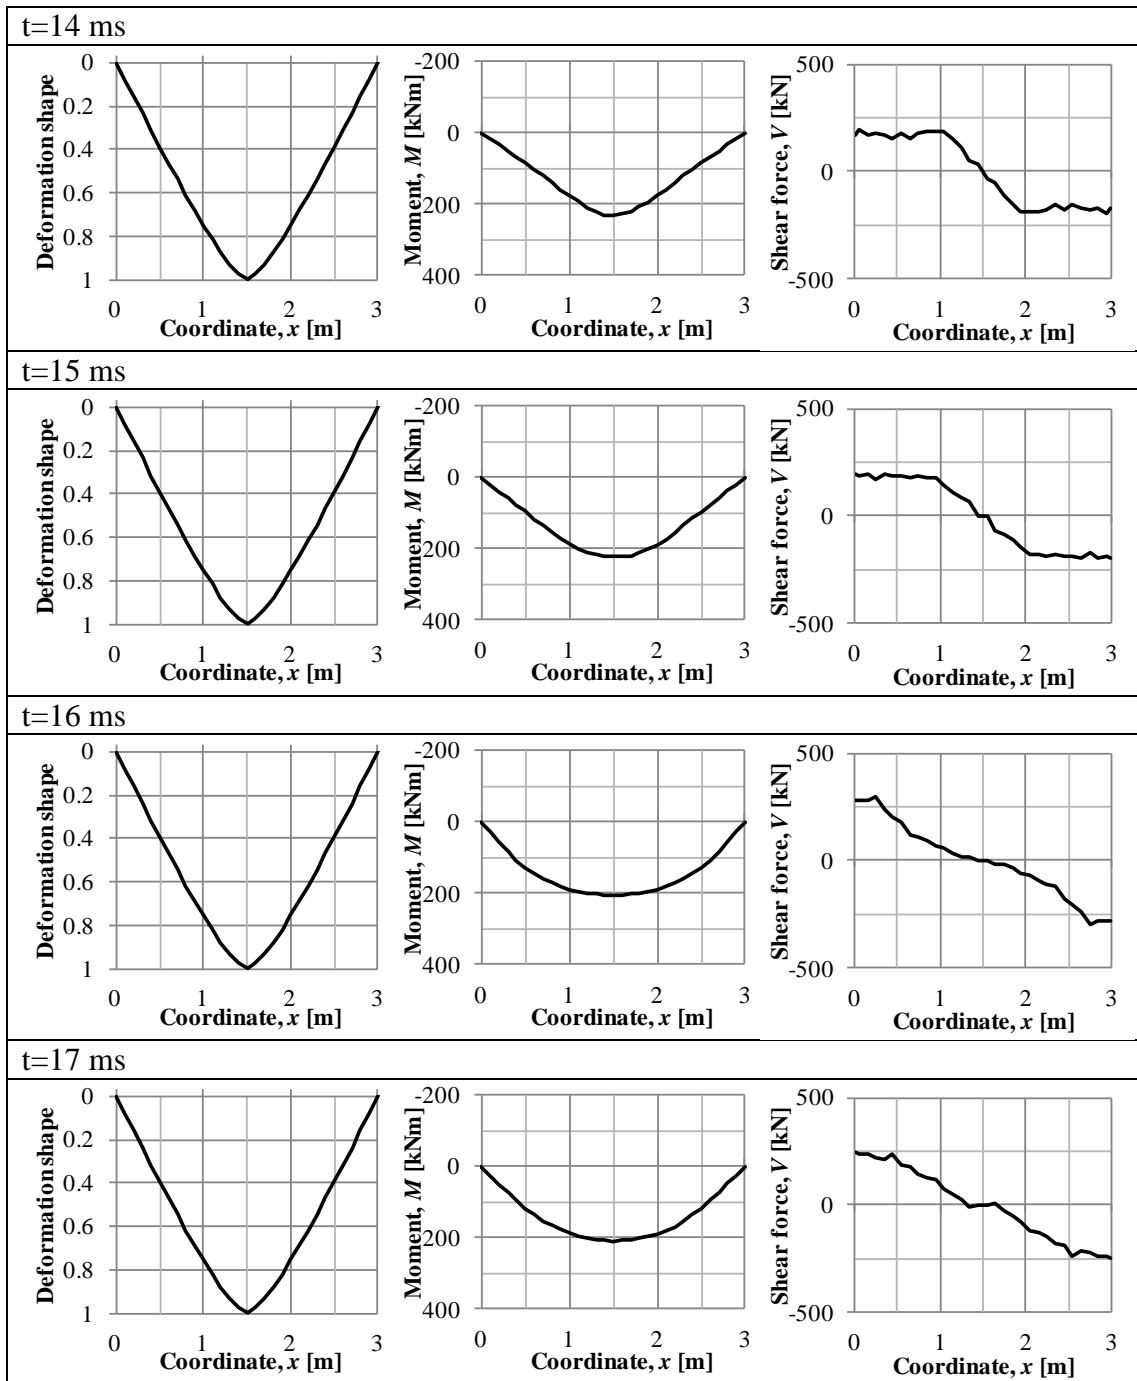 t=14 ms
Deformation shape
0
0.2
0.4
0.6
0.8
1
0 1 2 3
Coordinate, x [m]
Moment, M [kNm]
-200
0
200
400
0 1 2 3
Coordinate, x [m]
Shear force, V [kN]
500
0
-500
0 1 2 3
Coordinate, x [m]
t=15 ms
Deformation shape
0
0.2
0.4
0.6
0.8
1
0 1 2 3
Coordinate, x [m]
Moment, M [kNm]
-200
0
200
400
0 1 2 3
Coordinate, x [m]
Shear force, V [kN]
500
0
-500
0 1 2 3
Coordinate, x [m]
t=16 ms
Deformation shape
0
0.2
0.4
0.6
0.8
1
0 1 2 3
Coordinate, x [m]
Moment, M [kNm]
-200
0
200
400
0 1 2 3
Coordinate, x [m]
Shear force, V [kN]
500
0
-500
0 1 2 3
Coordinate, x [m]
t=17 ms
Deformation shape
0
0.2
0.4
0.6
0.8
1
0 1 2 3
Coordinate, x [m]
Moment, M [kNm]
-200
0
200
400
0 1 2 3
Coordinate, x [m]
Shear force, V [kN]
500
0
-500
0 1 2 3
Coordinate, x [m]